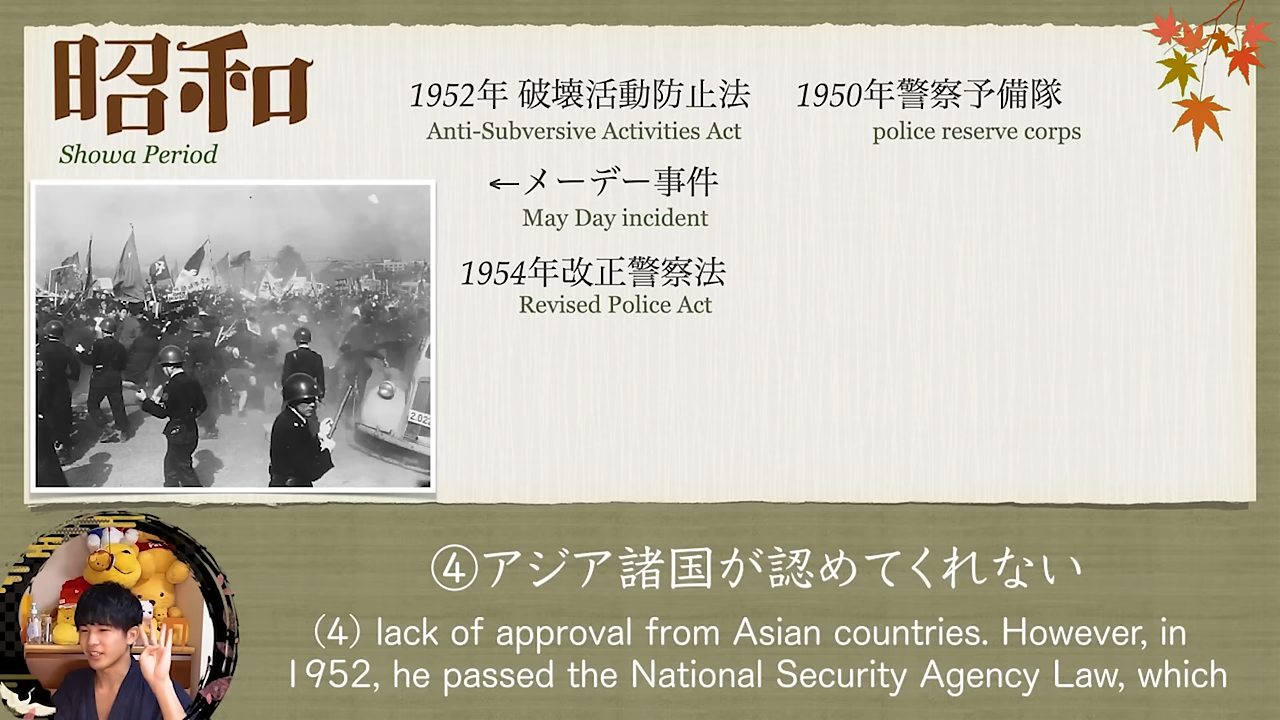 昭和
Showa Period
1952年 破壊活動防止法
Anti-Subversive Activities Act
←メーデー事件
May Day incident
1954年改正警察法
Revised Police Act
1950年警察予備隊
police reserve corps
④アジア諸国が認めてくれない
(4) lack of approval from Asian countries. However, in
1952, he passed the National Security Agency Law, which